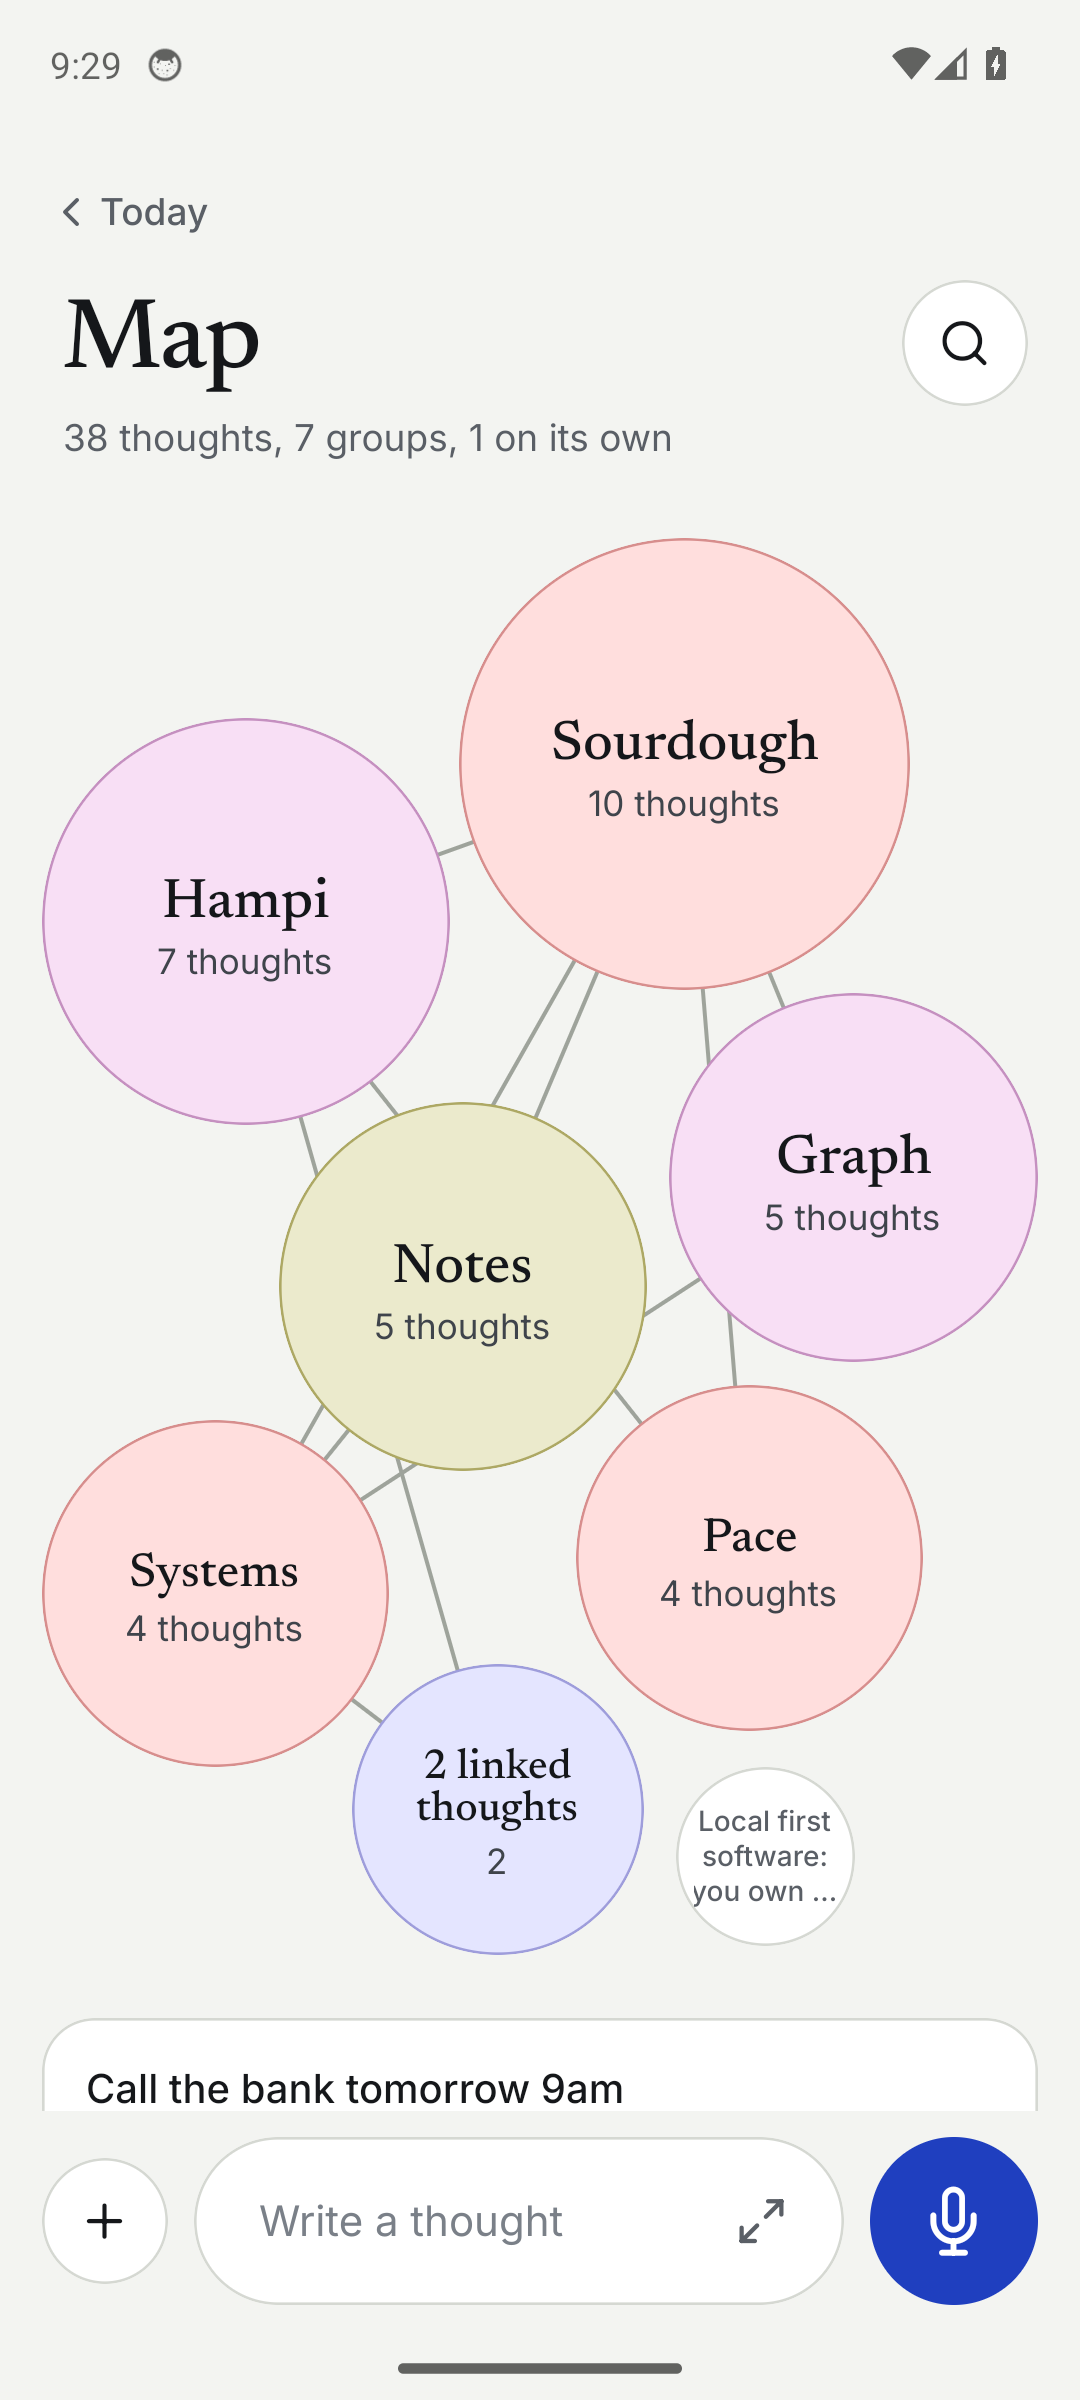 9:29
Today
Map
38 thoughts, 7 groups, 1 on its own
Sourdough
10 thoughts
Hampi
7 thoughts
Graph
5 thoughts
Notes
5 thoughts
Pace
4 thoughts
Systems
4 thoughts
2 linked
thoughts
2
Local first
software:
you own ...
Call the bank tomorrow 9am
Write a thought